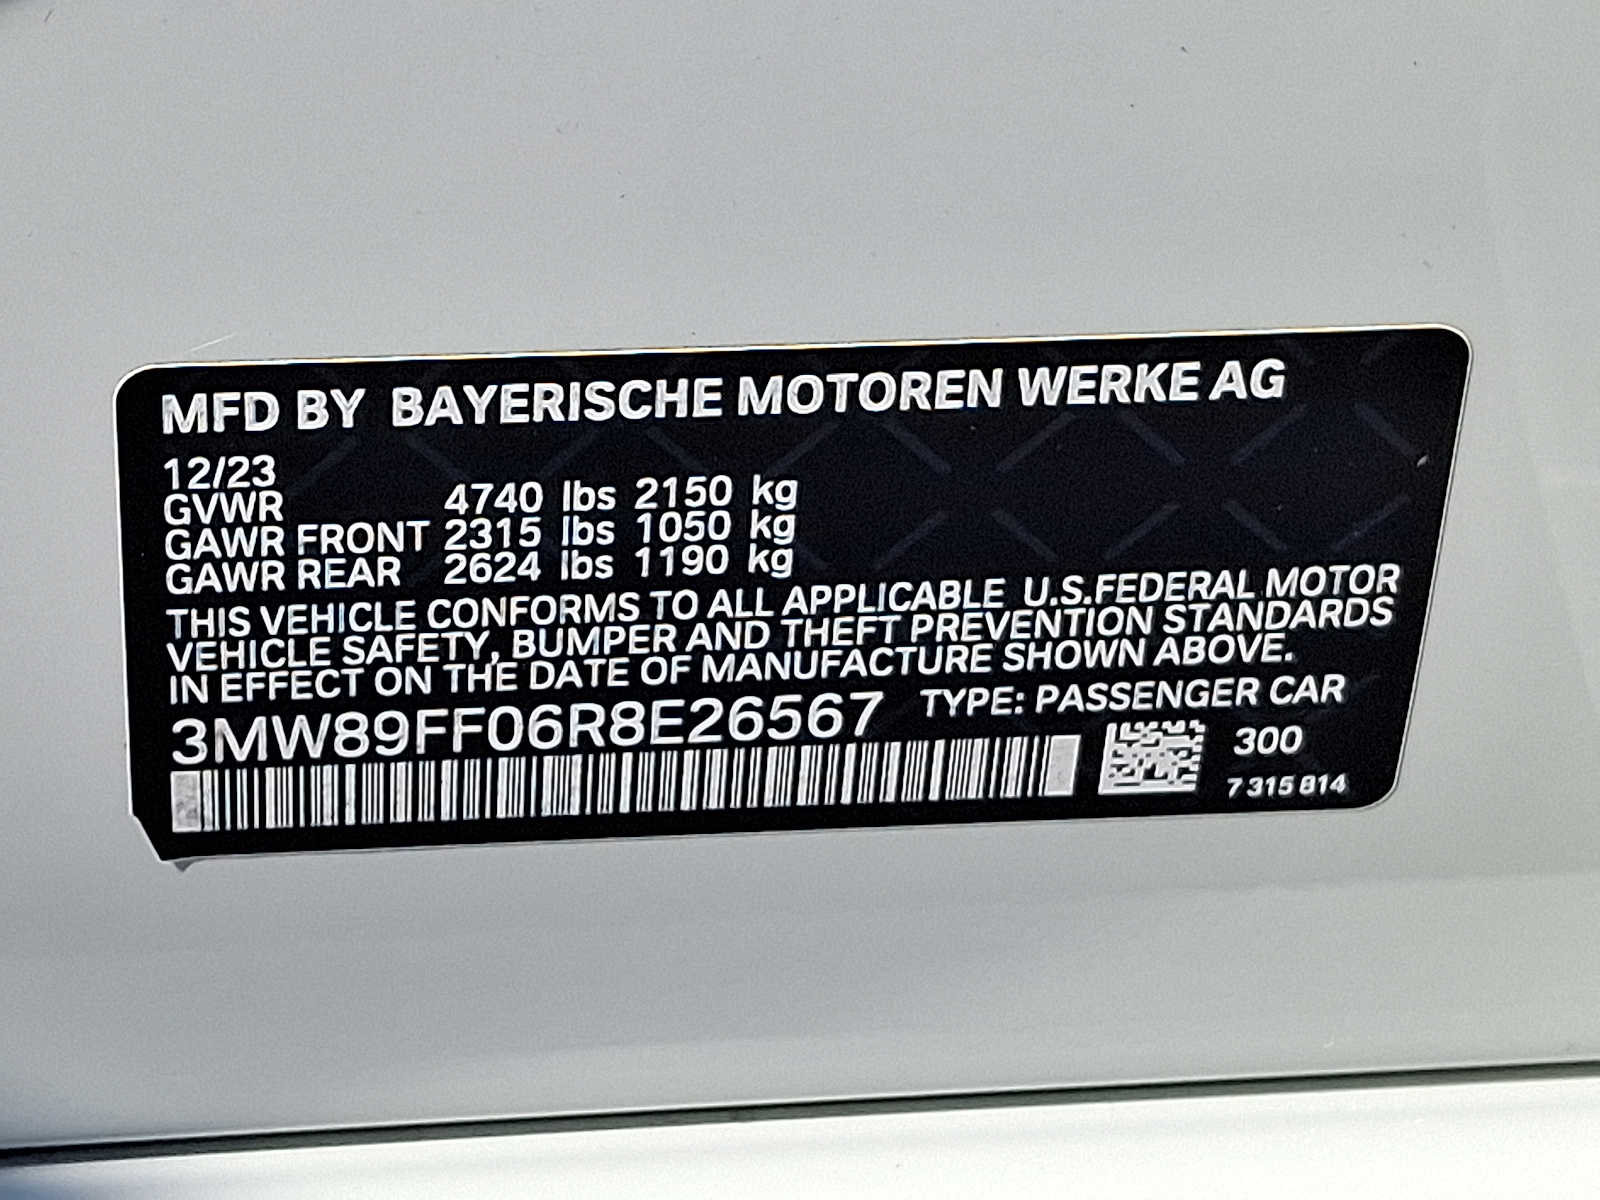 MFD BY BAYERISCHE MOTOREN WERKE AG
12/23
GVWR 4740 lbs 2150 kg
GAWR FRONT 2315 lbs 1050 kg
GAWR REAR 2624 lbs 1190 kg
THIS VEHICLE CONFORMS TO ALL APPLICABLE U.S.FEDERAL MOTOR
VEHICLE SAFETY, BUMPER AND THEFT PREVENTION STANDARDS
IN EFFECT ON THE DATE OF MANUFACTURE SHOWN ABOVE.
3MW89FF06R8E26567 TYPE: PASSENGER CAR
300
7 315 814